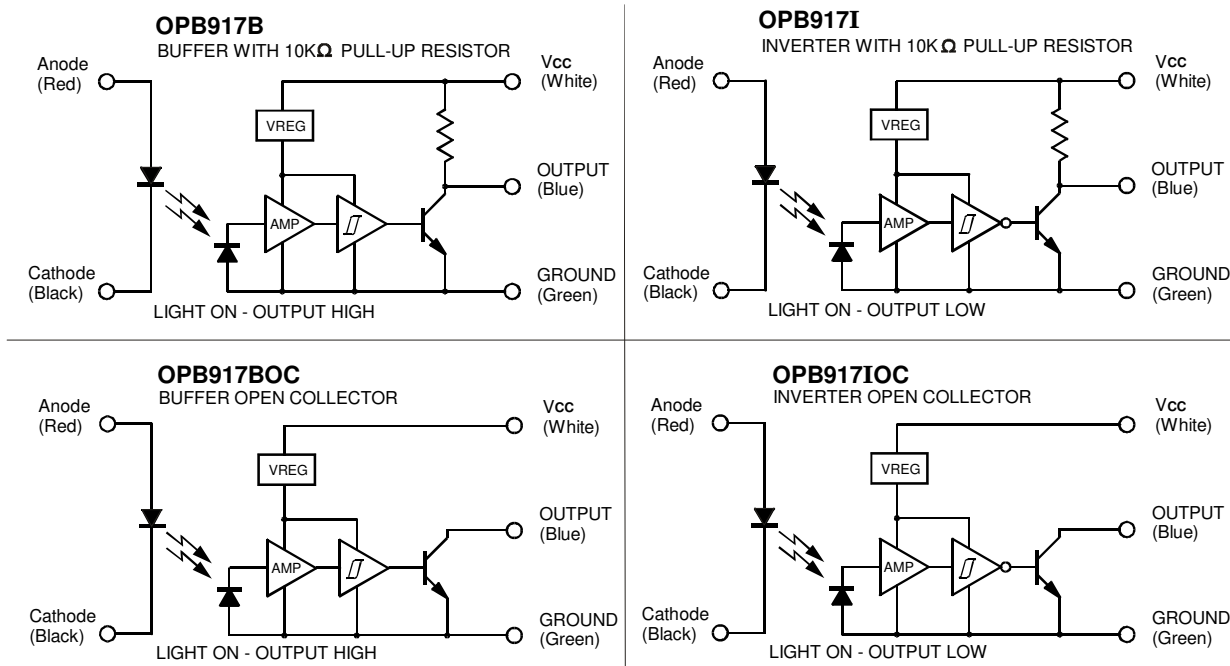 OPB917B
BUFFER WITH 10KΩ PULL-UP RESISTOR
Anode
(Red)
Vcc
(White)
VREG
OUTPUT
(Blue)
AMP
Cathode
(Black)
GROUND
(Green)
LIGHT ON - OUTPUT HIGH
OPB917I
INVERTER WITH 10KΩ PULL-UP RESISTOR
Anode
(Red)
Vcc
(White)
VREG
OUTPUT
(Blue)
AMP
Cathode
(Black)
GROUND
(Green)
LIGHT ON - OUTPUT LOW
OPB917BOC
BUFFER OPEN COLLECTOR
Anode
(Red)
Vcc
(White)
VREG
OUTPUT
(Blue)
AMP
Cathode
(Black)
GROUND
(Green)
LIGHT ON - OUTPUT HIGH
OPB917IOC
INVERTER OPEN COLLECTOR
Anode
(Red)
Vcc
(White)
VREG
OUTPUT
(Blue)
AMP
Cathode
(Black)
GROUND
(Green)
LIGHT ON - OUTPUT LOW